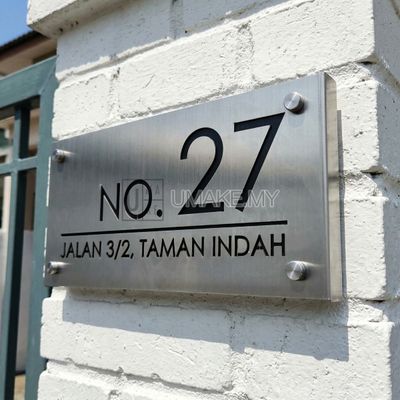 NO. 27
UMAKE.MY
JALAN 3/2, TAMAN INDAH